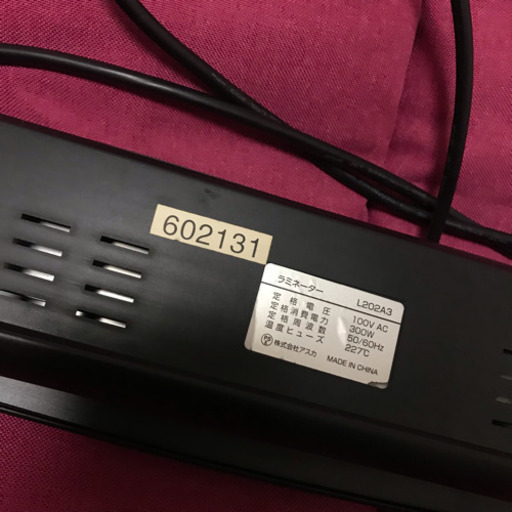 602131
ラミネーター L202A3
定格電圧 100V AC
定格消費電力 300W
定格周波数 50/60Hz
温度ヒューズ 227℃
株式会社アスカ MADE IN CHINA